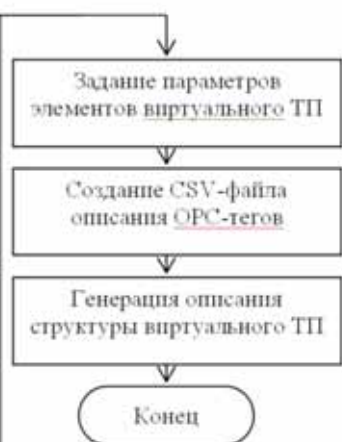 Задание параметров
элементов виртуального ТП
Создание CSV-файла
описания OPC-тегов
Генерация описания
структуры виртуального ТП
Конец